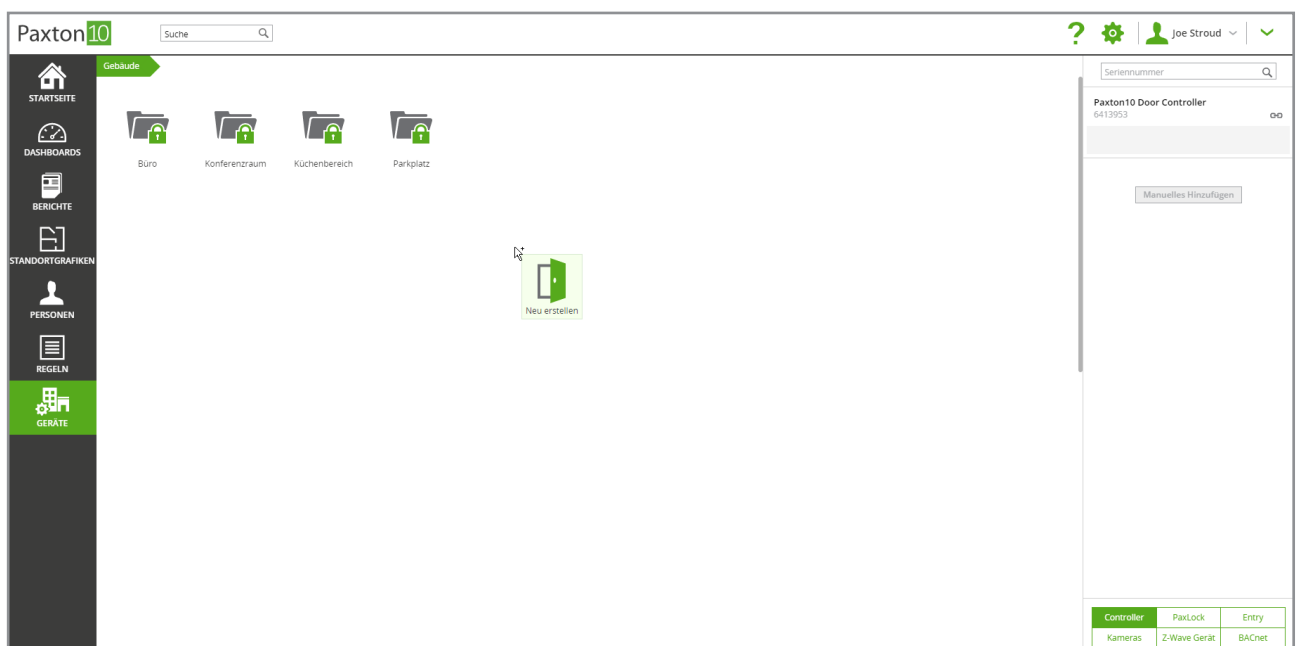 Paxton10
Suche
?
Joe Stroud
STARTSEITE
DASHBOARDS
BERICHTE
STANDORTGRAFIKEN
PERSONEN
REGELN
GERÄTE
Gebäude
Büro
Konferenzraum
Küchenbereich
Parkplatz
Neu erstellen
Seriennummer
Paxton10 Door Controller
6413953
Manuelles Hinzufügen
Controller PaxLock Entry
Kameras Z-Wave Gerät BACnet